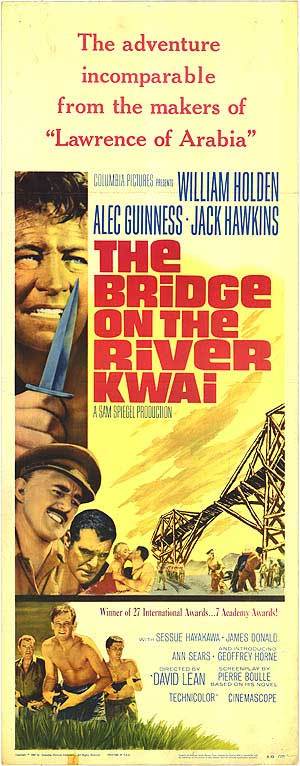 The adventure
incomparable
from the makers of
“Lawrence of Arabia”
COLUMBIA PICTURES PRESENTS WILLIAM HOLDEN
ALEC GUINNESS · JACK HAWKINS
THE
BRIDGE
ON THE
RIVER
KWAI
A SAM SPIEGEL PRODUCTION
Winner of 27 International Awards...7 Academy Awards!
WITH SESSUE HAYAKAWA · JAMES DONALD
ANN SEARS · AND INTRODUCING GEOFFREY HORNE
DIRECTED BY DAVID LEAN
SCREENPLAY BY PIERRE BOULLE
BASED ON HIS NOVEL
TECHNICOLOR® CINEMASCOPE